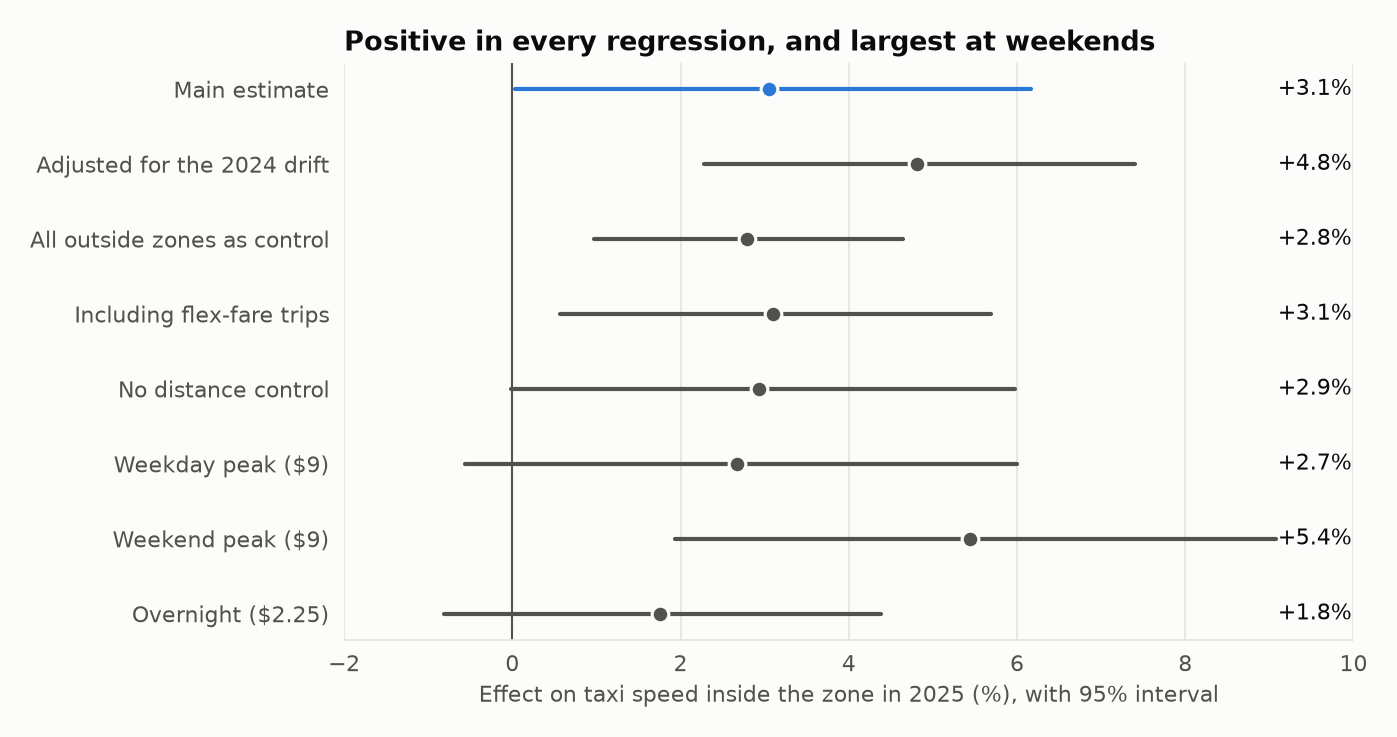 Positive in every regression, and largest at weekends
Main estimate
+3.1%
Adjusted for the 2024 drift
+4.8%
All outside zones as control
+2.8%
Including flex-fare trips
+3.1%
No distance control
+2.9%
Weekday peak ($9)
+2.7%
Weekend peak ($9)
+5.4%
Overnight ($2.25)
+1.8%
−2 0 2 4 6 8 10
Effect on taxi speed inside the zone in 2025 (%), with 95% interval